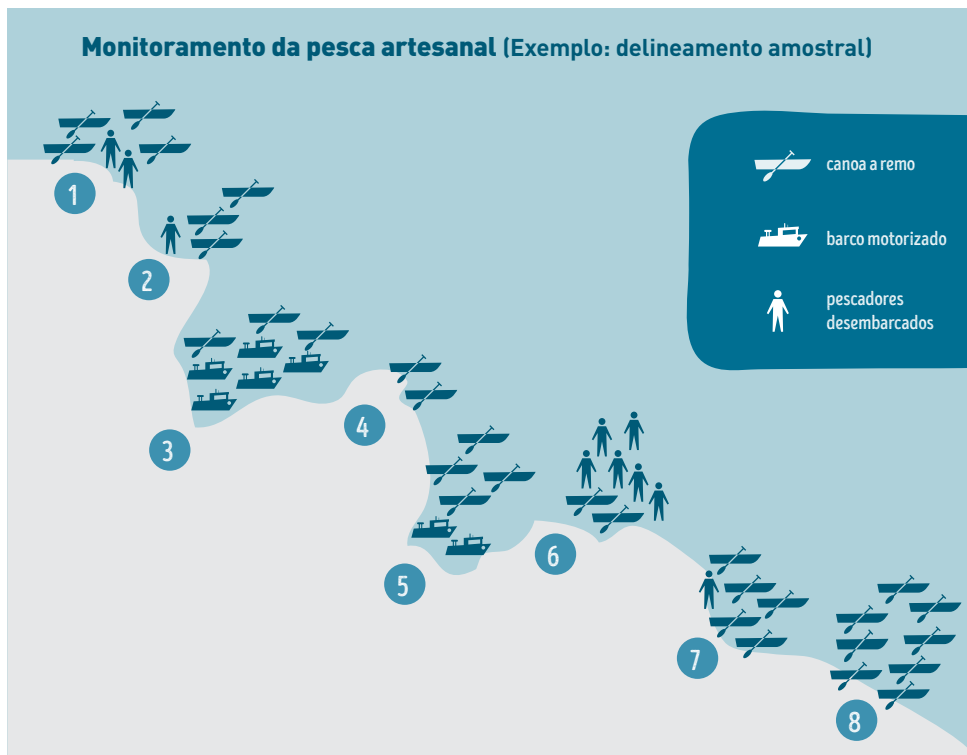 Monitoramento da pesca artesanal (Exemplo: delineamento amostral)
canoa a remo
barco motorizado
pescadores
desembarcados
1
2
3
4
5
6
7
8